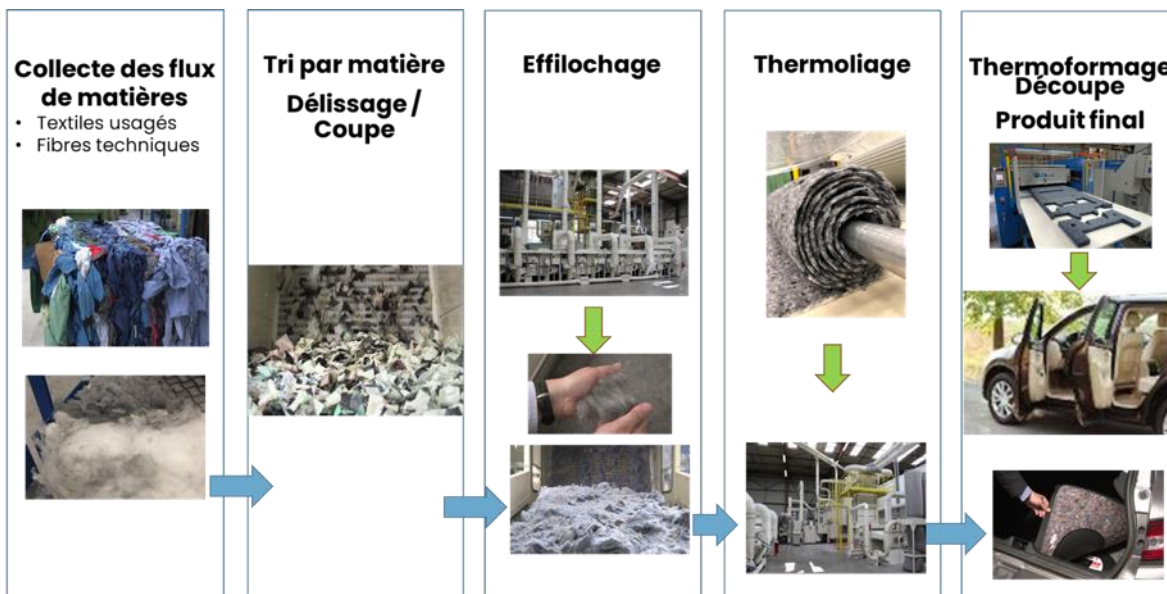 Collecte des flux
de matières
• Textiles usagés
• Fibres techniques
Tri par matière
Délissage /
Coupe
Effilochage
Thermoliage
Thermoformage
Découpe
Produit final